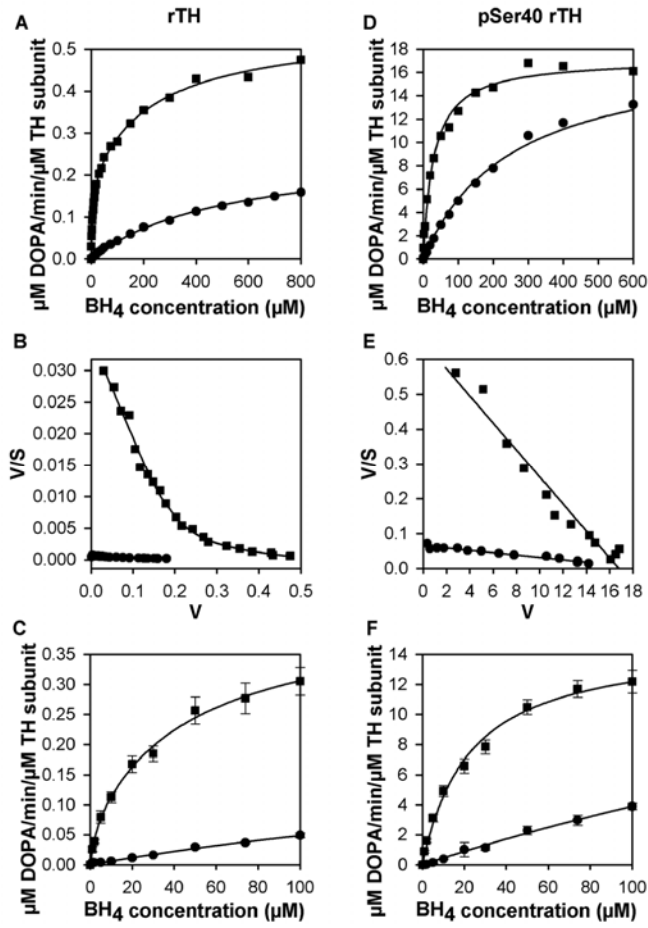 rTH
pSer40 rTH
A
µM DOPA/min/µM TH subunit
0.5
0.4
0.3
0.2
0.1
0.0
0 200 400 600 800
BH4 concentration (µM)
D
µM DOPA/min/µM TH subunit
18
16
14
12
10
8
6
4
2
0
0 100 200 300 400 500 600
BH4 concentration (µM)
B
V/S
0.030
0.025
0.020
0.015
0.010
0.005
0.000
0.0 0.1 0.2 0.3 0.4 0.5
V
E
V/S
0.6
0.5
0.4
0.3
0.2
0.1
0.0
0 2 4 6 8 10 12 14 16 18
V
C
µM DOPA/min/µM TH subunit
0.35
0.30
0.25
0.20
0.15
0.10
0.05
0.00
0 20 40 60 80 100
BH4 concentration (µM)
F
µM DOPA/min/µM TH subunit
14
12
10
8
6
4
2
0
0 20 40 60 80 100
BH4 concentration (µM)